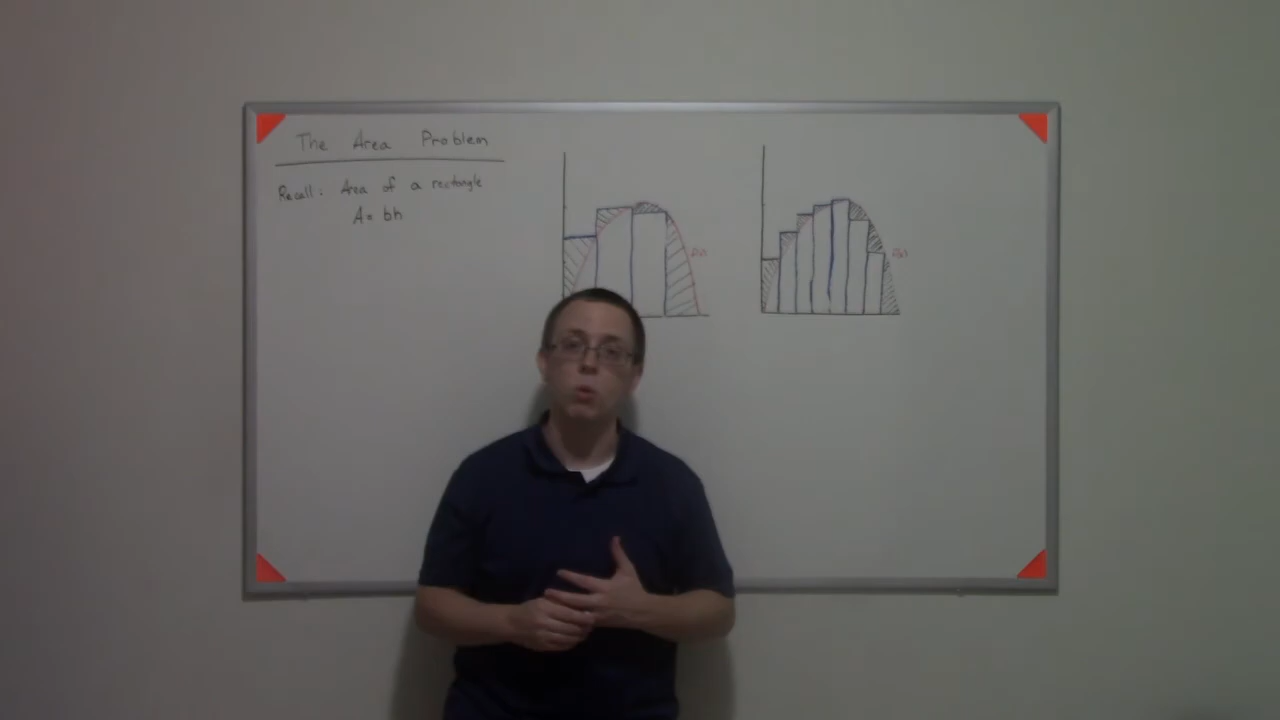 The Area Problem
Recall: Area of a rectangle
A = bh
f(x)
f(x)